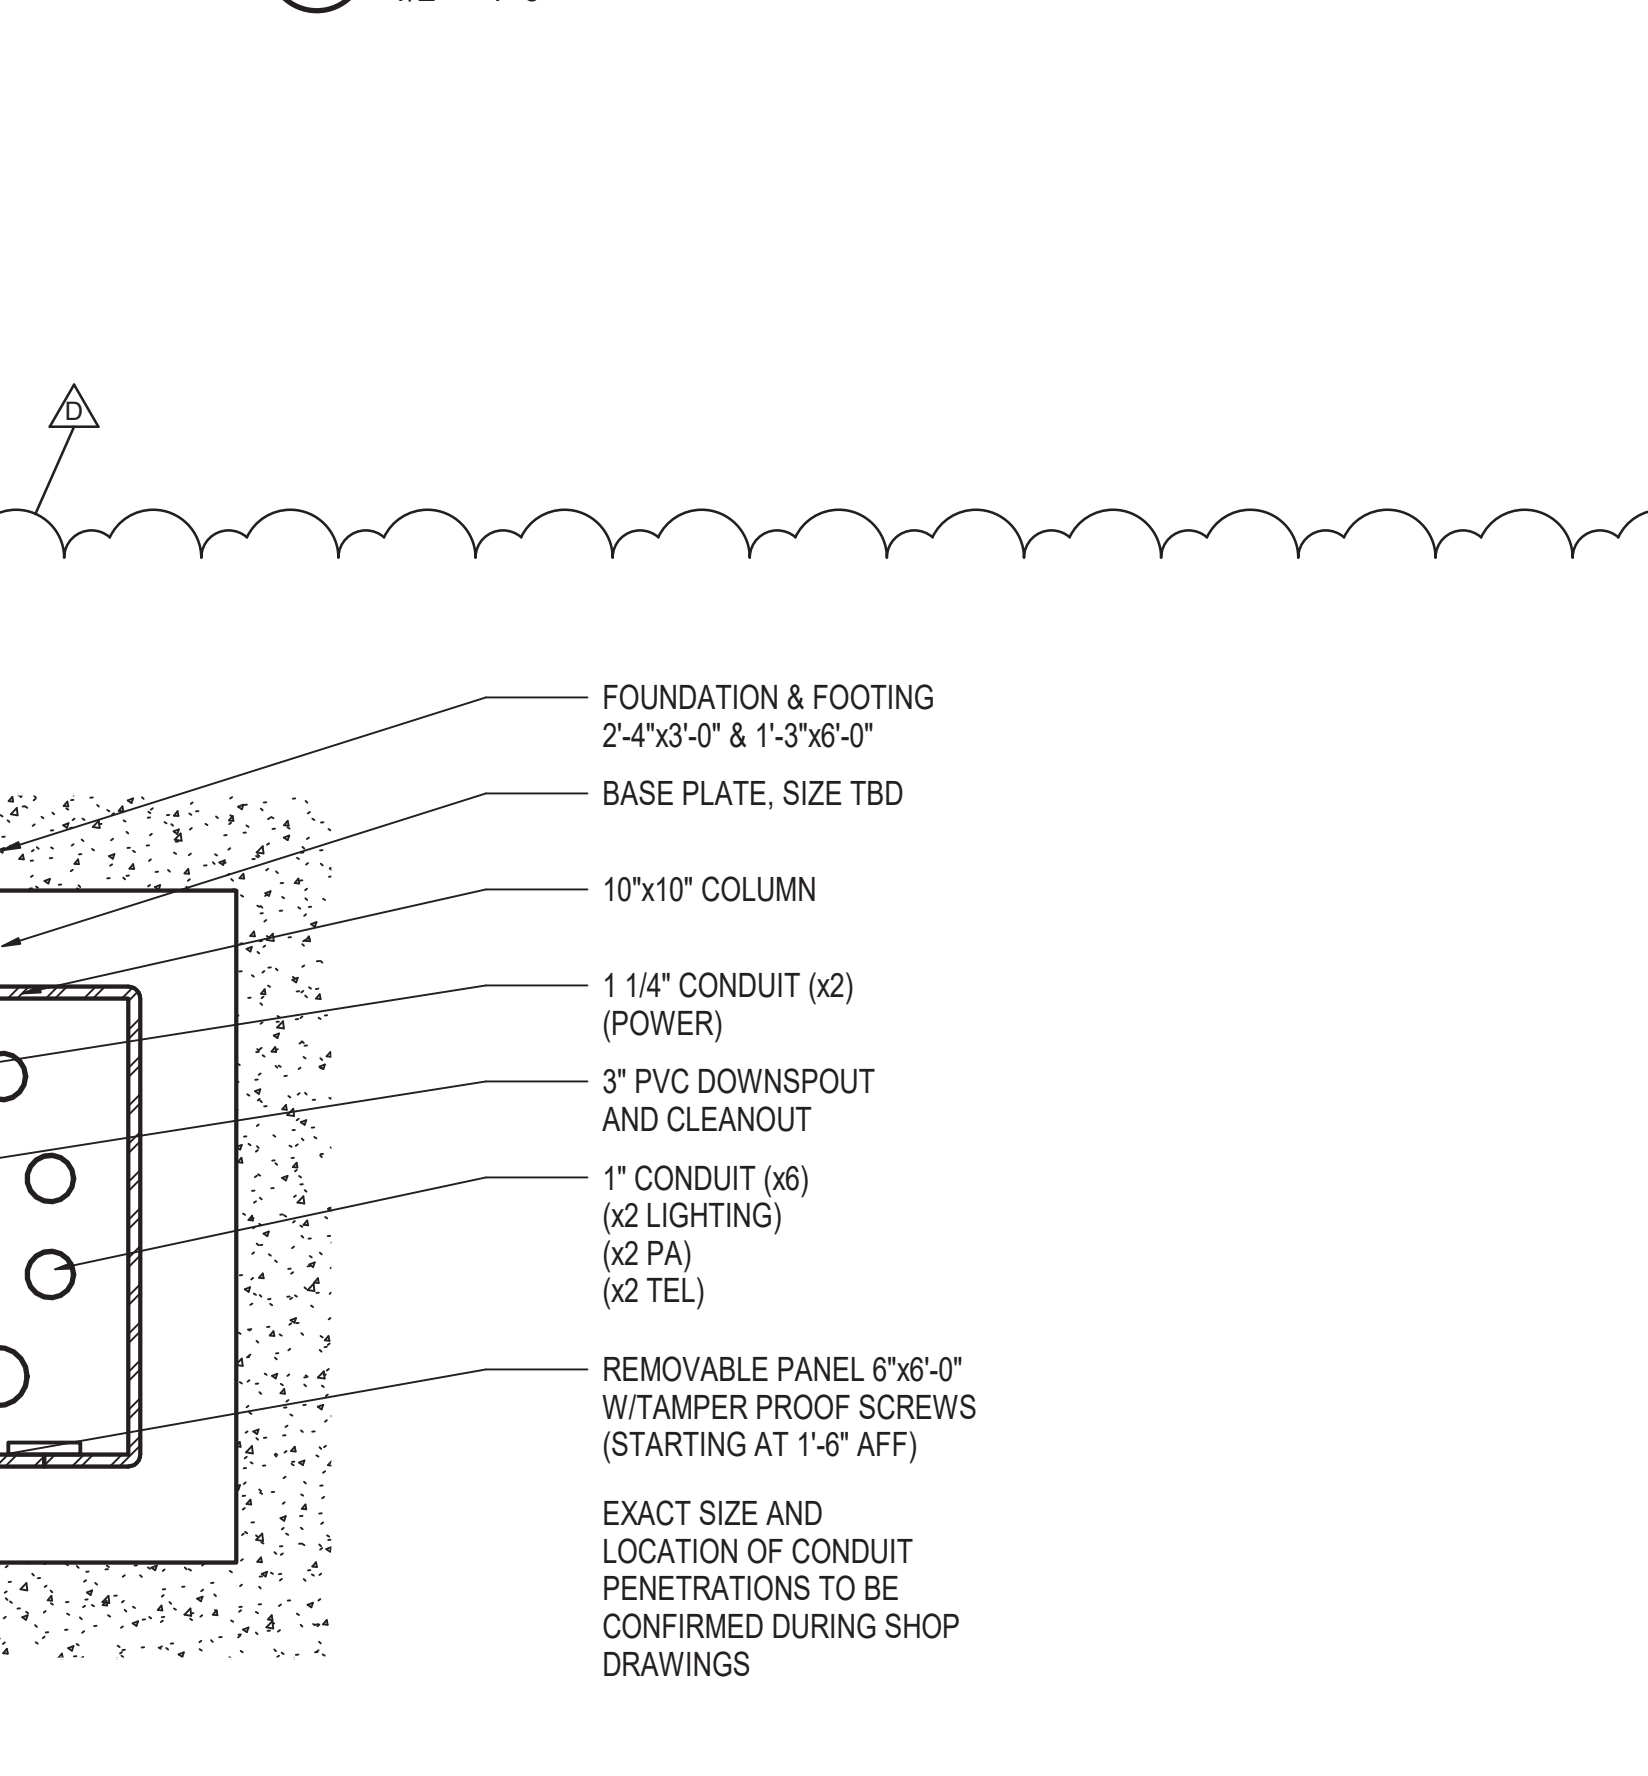 D
FOUNDATION & FOOTING
2'-4"x3'-0" & 1'-3"x6'-0"
BASE PLATE, SIZE TBD
10"x10" COLUMN
1 1/4" CONDUIT (x2)
(POWER)
3" PVC DOWNSPOUT
AND CLEANOUT
1" CONDUIT (x6)
(x2 LIGHTING)
(x2 PA)
(x2 TEL)
REMOVABLE PANEL 6"x6'-0"
W/TAMPER PROOF SCREWS
(STARTING AT 1'-6" AFF)
EXACT SIZE AND
LOCATION OF CONDUIT
PENETRATIONS TO BE
CONFIRMED DURING SHOP
DRAWINGS